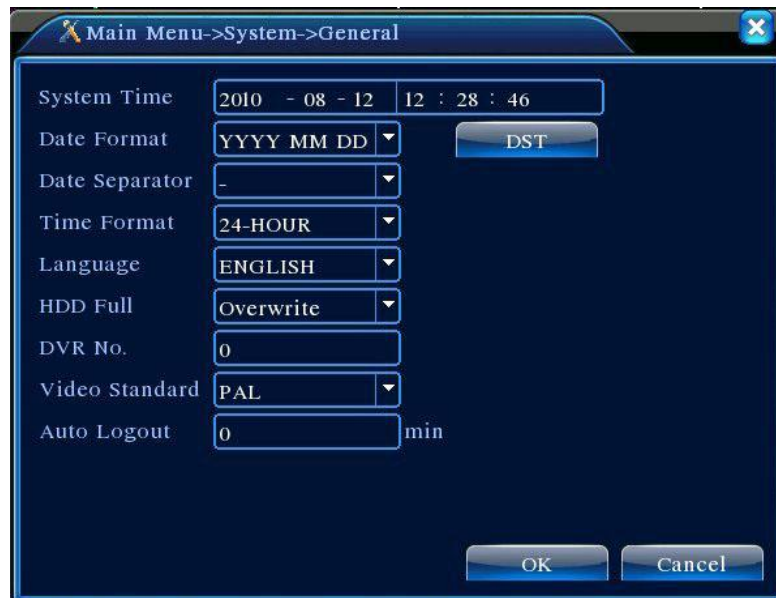 Main Menu->System->General
System Time 2010 - 08 - 12 12 : 28 : 46
Date Format YYYY MM DD DST
Date Separator -
Time Format 24-HOUR
Language ENGLISH
HDD Full Overwrite
DVR No. 0
Video Standard PAL
Auto Logout 0 min
OK Cancel